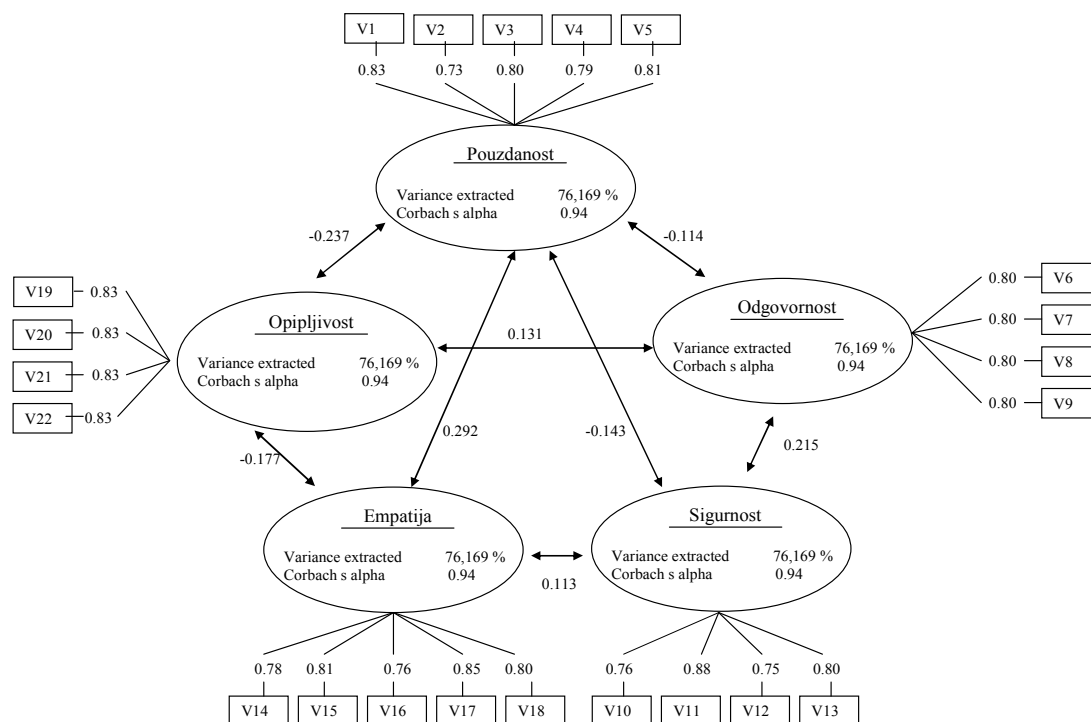 V1 V2 V3 V4 V5
0.83 0.73 0.80 0.79 0.81
Pouzdanost
Variance extracted 76,169 %
Corbach s alpha 0.94
-0.237
-0.114
V19 0.83
V20 0.83
V21 0.83
V22 0.83
Opipljivost
Variance extracted 76,169 %
Corbach s alpha 0.94
0.131
Odgovornost
Variance extracted 76,169 %
Corbach s alpha 0.94
0.80 V6
0.80 V7
0.80 V8
0.80 V9
-0.177
0.292
-0.143
0.215
Empatija
Variance extracted 76,169 %
Corbach s alpha 0.94
0.113
Sigurnost
Variance extracted 76,169 %
Corbach s alpha 0.94
0.78 0.81 0.76 0.85 0.80
V14 V15 V16 V17 V18
0.76 0.88 0.75 0.80
V10 V11 V12 V13